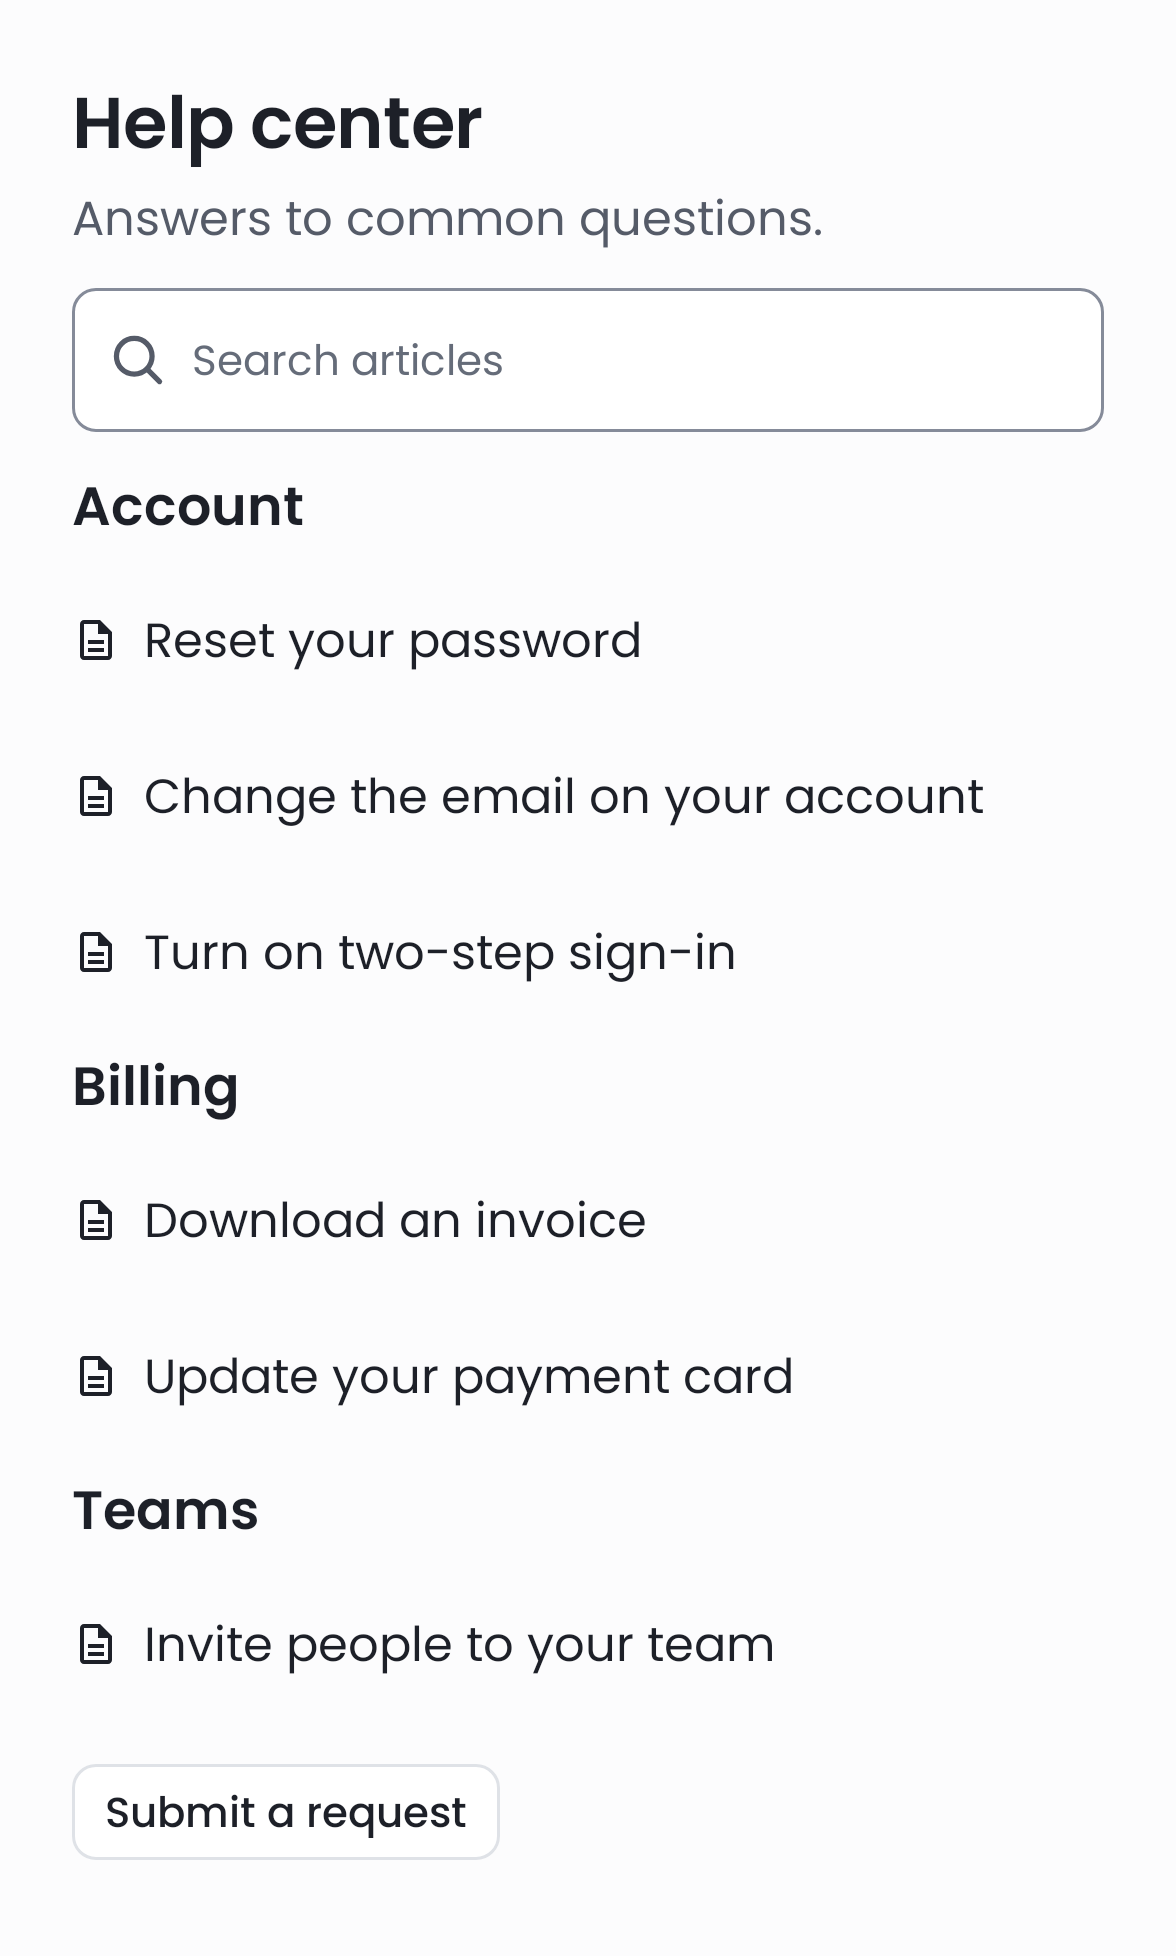 Help center
Answers to common questions.
Search articles
Account
Reset your password
Change the email on your account
Turn on two-step sign-in
Billing
Download an invoice
Update your payment card
Teams
Invite people to your team
Submit a request